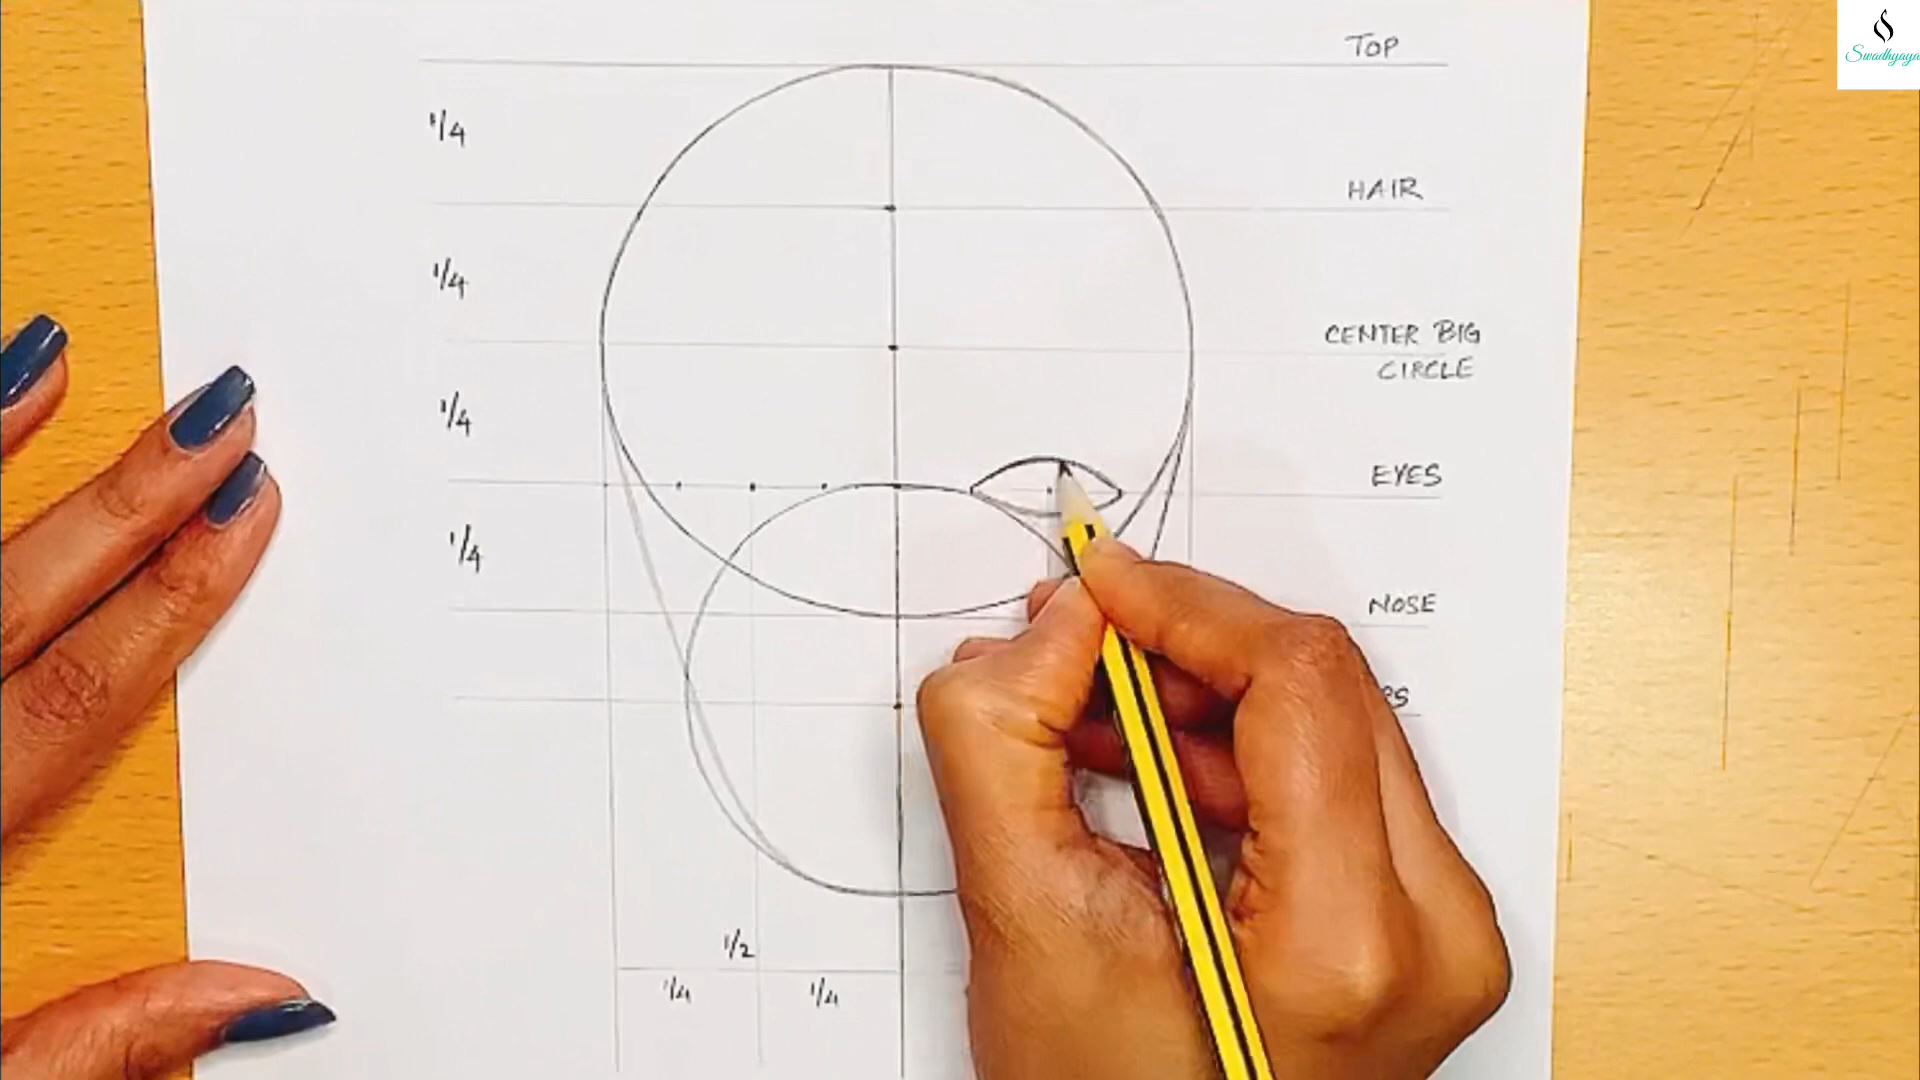 TOP
Swadhyaya
1/4
HAIR
1/4
CENTER BIG
CIRCLE
1/4
EYES
1/4
NOSE
1/2
1/4 1/4